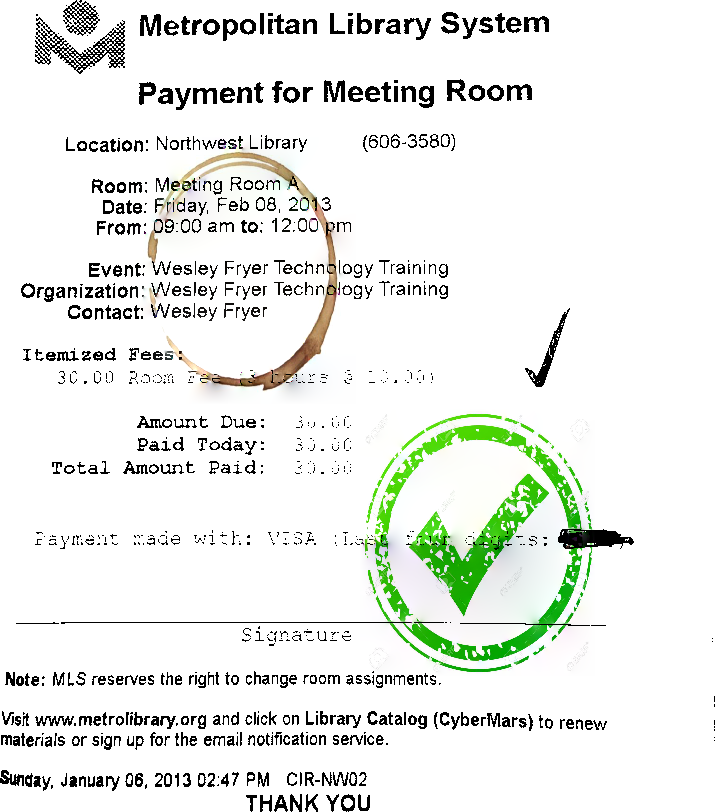 Metropolitan Library System
Payment for Meeting Room
Location: Northwest Library (606-3580)
Room: Meeting Room A
Date: Friday, Feb 08, 2013
From: 09:00 am to: 12:00 pm
Event: Wesley Fryer Technology Training
Organization: Wesley Fryer Technology Training
Contact: Wesley Fryer
Itemized Fees:
30.00 Room Fee (3 hours @ 10.00)
Amount Due: 30.00
Paid Today: 30.00
Total Amount Paid: 30.00
Payment made with: VISA (Last four digits:
Signature
Note: MLS reserves the right to change room assignments.
Visit www.metrolibrary.org and click on Library Catalog (CyberMars) to renew
materials or sign up for the email notification service.
Sunday, January 06, 2013 02:47 PM CIR-NW02
THANK YOU